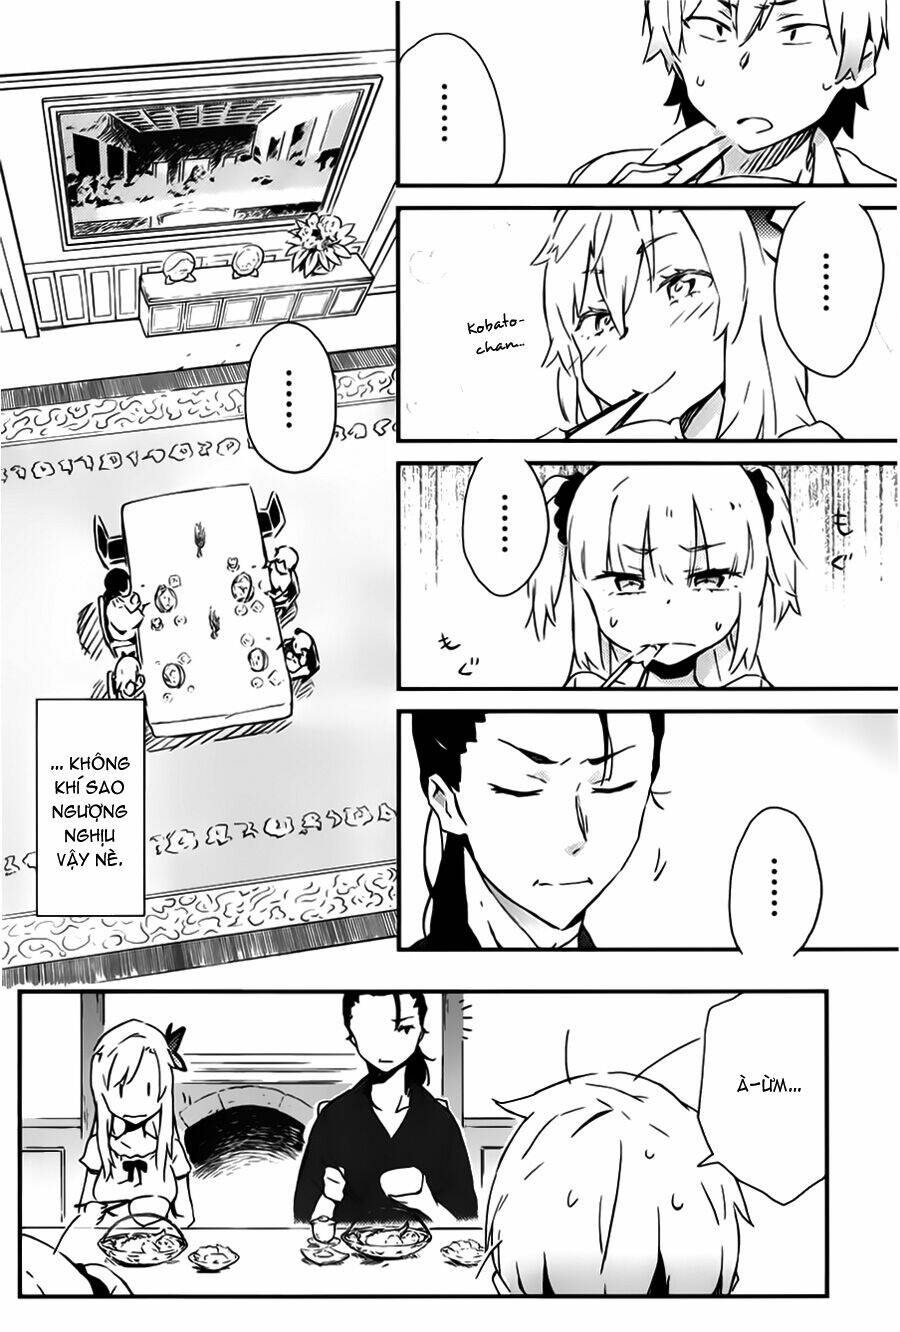 ......
......
Kobato-
chan...
......
もぐ
もぐ
......
......
... KHÔNG
KHÍ SAO
NGƯỢNG
NGHỊU
VẬY NÈ.
À-ỪM...